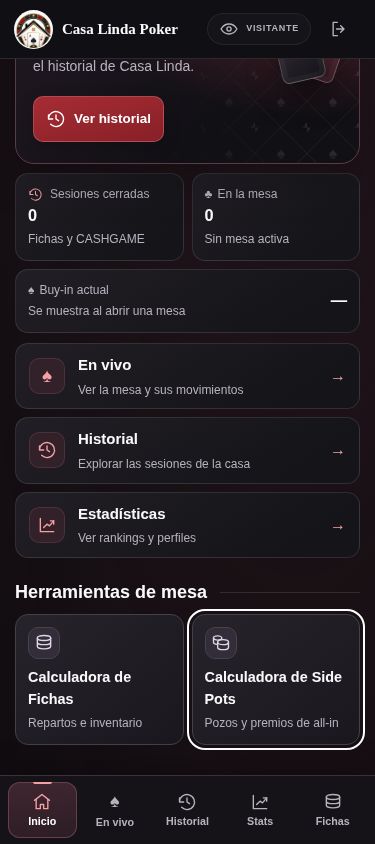 Casa Linda Poker
VISITANTE
el historial de Casa Linda.
Ver historial
Sesiones cerradas
0
Fichas y CASHGAME
♣ En la mesa
0
Sin mesa activa
♠ Buy-in actual
Se muestra al abrir una mesa
—
En vivo
Ver la mesa y sus movimientos
→
Historial
Explorar las sesiones de la casa
→
Estadísticas
Ver rankings y perfiles
→
Herramientas de mesa
Calculadora de
Fichas
Repartos e inventario
Calculadora de Side
Pots
Pozos y premios de all-in
Inicio
En vivo
Historial
Stats
Fichas